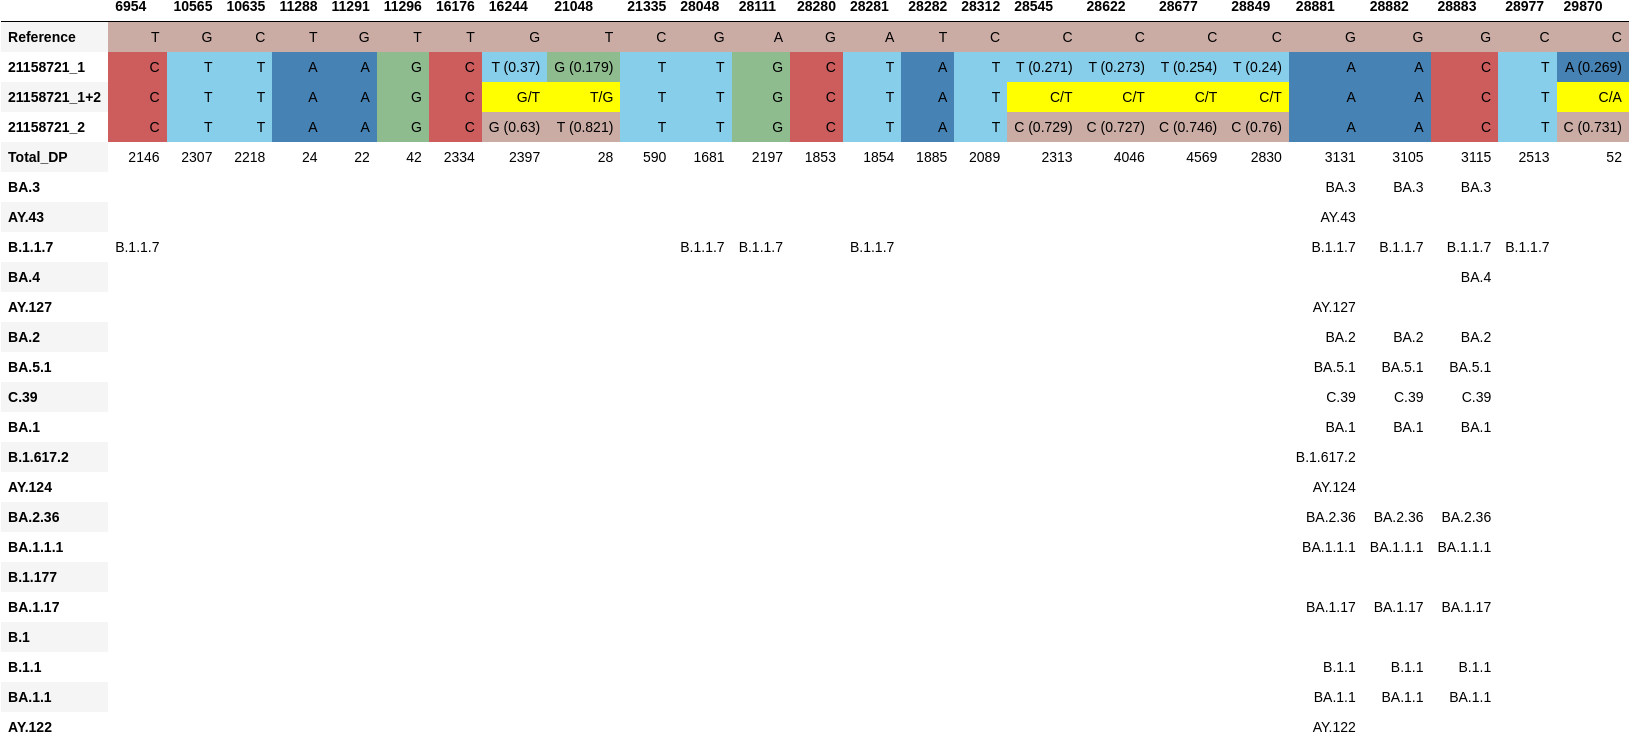 6954 10565 10635 11288 11291 11296 16176 16244 21048 21335 28048 28111 28280 28281 28282 28312 28545 28622 28677 28849 28881 28882 28883 28977 29870
Reference T G C T G T T G T C G A G A T C C C C C G G G C C
21158721_1 C T T A A G C T (0.37) G (0.179) T T G C T A T T (0.271) T (0.273) T (0.254) T (0.24) A A C T A (0.269)
21158721_1+2 C T T A A G C G/T T/G T T G C T A T C/T C/T C/T C/T A A C T C/A
21158721_2 C T T A A G C G (0.63) T (0.821) T T G C T A T C (0.729) C (0.727) C (0.746) C (0.76) A A C T C (0.731)
Total_DP 2146 2307 2218 24 22 42 2334 2397 28 590 1681 2197 1853 1854 1885 2089 2313 4046 4569 2830 3131 3105 3115 2513 52
BA.3 BA.3 BA.3 BA.3
AY.43 AY.43
B.1.1.7 B.1.1.7 B.1.1.7 B.1.1.7 B.1.1.7 B.1.1.7 B.1.1.7 B.1.1.7 B.1.1.7
BA.4 BA.4
AY.127 AY.127
BA.2 BA.2 BA.2 BA.2
BA.5.1 BA.5.1 BA.5.1 BA.5.1
C.39 C.39 C.39 C.39
BA.1 BA.1 BA.1 BA.1
B.1.617.2 B.1.617.2
AY.124 AY.124
BA.2.36 BA.2.36 BA.2.36 BA.2.36
BA.1.1.1 BA.1.1.1 BA.1.1.1 BA.1.1.1
B.1.177
BA.1.17 BA.1.17 BA.1.17 BA.1.17
B.1
B.1.1 B.1.1 B.1.1 B.1.1
BA.1.1 BA.1.1 BA.1.1 BA.1.1
AY.122 AY.122